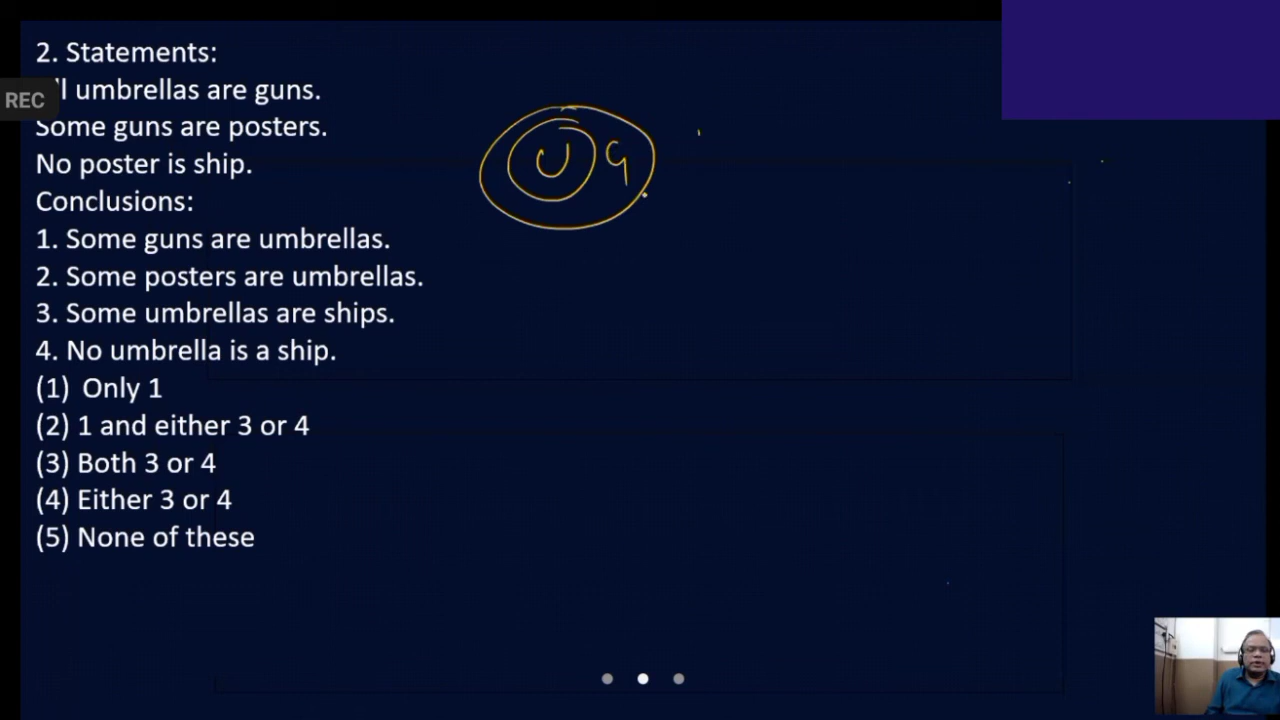 2. Statements:
ll umbrellas are guns.
REC
Some guns are posters.
No poster is ship.
Conclusions:
1. Some guns are umbrellas.
2. Some posters are umbrellas.
3. Some umbrellas are ships.
4. No umbrella is a ship.
(1) Only 1
(2) 1 and either 3 or 4
(3) Both 3 or 4
(4) Either 3 or 4
(5) None of these
U G